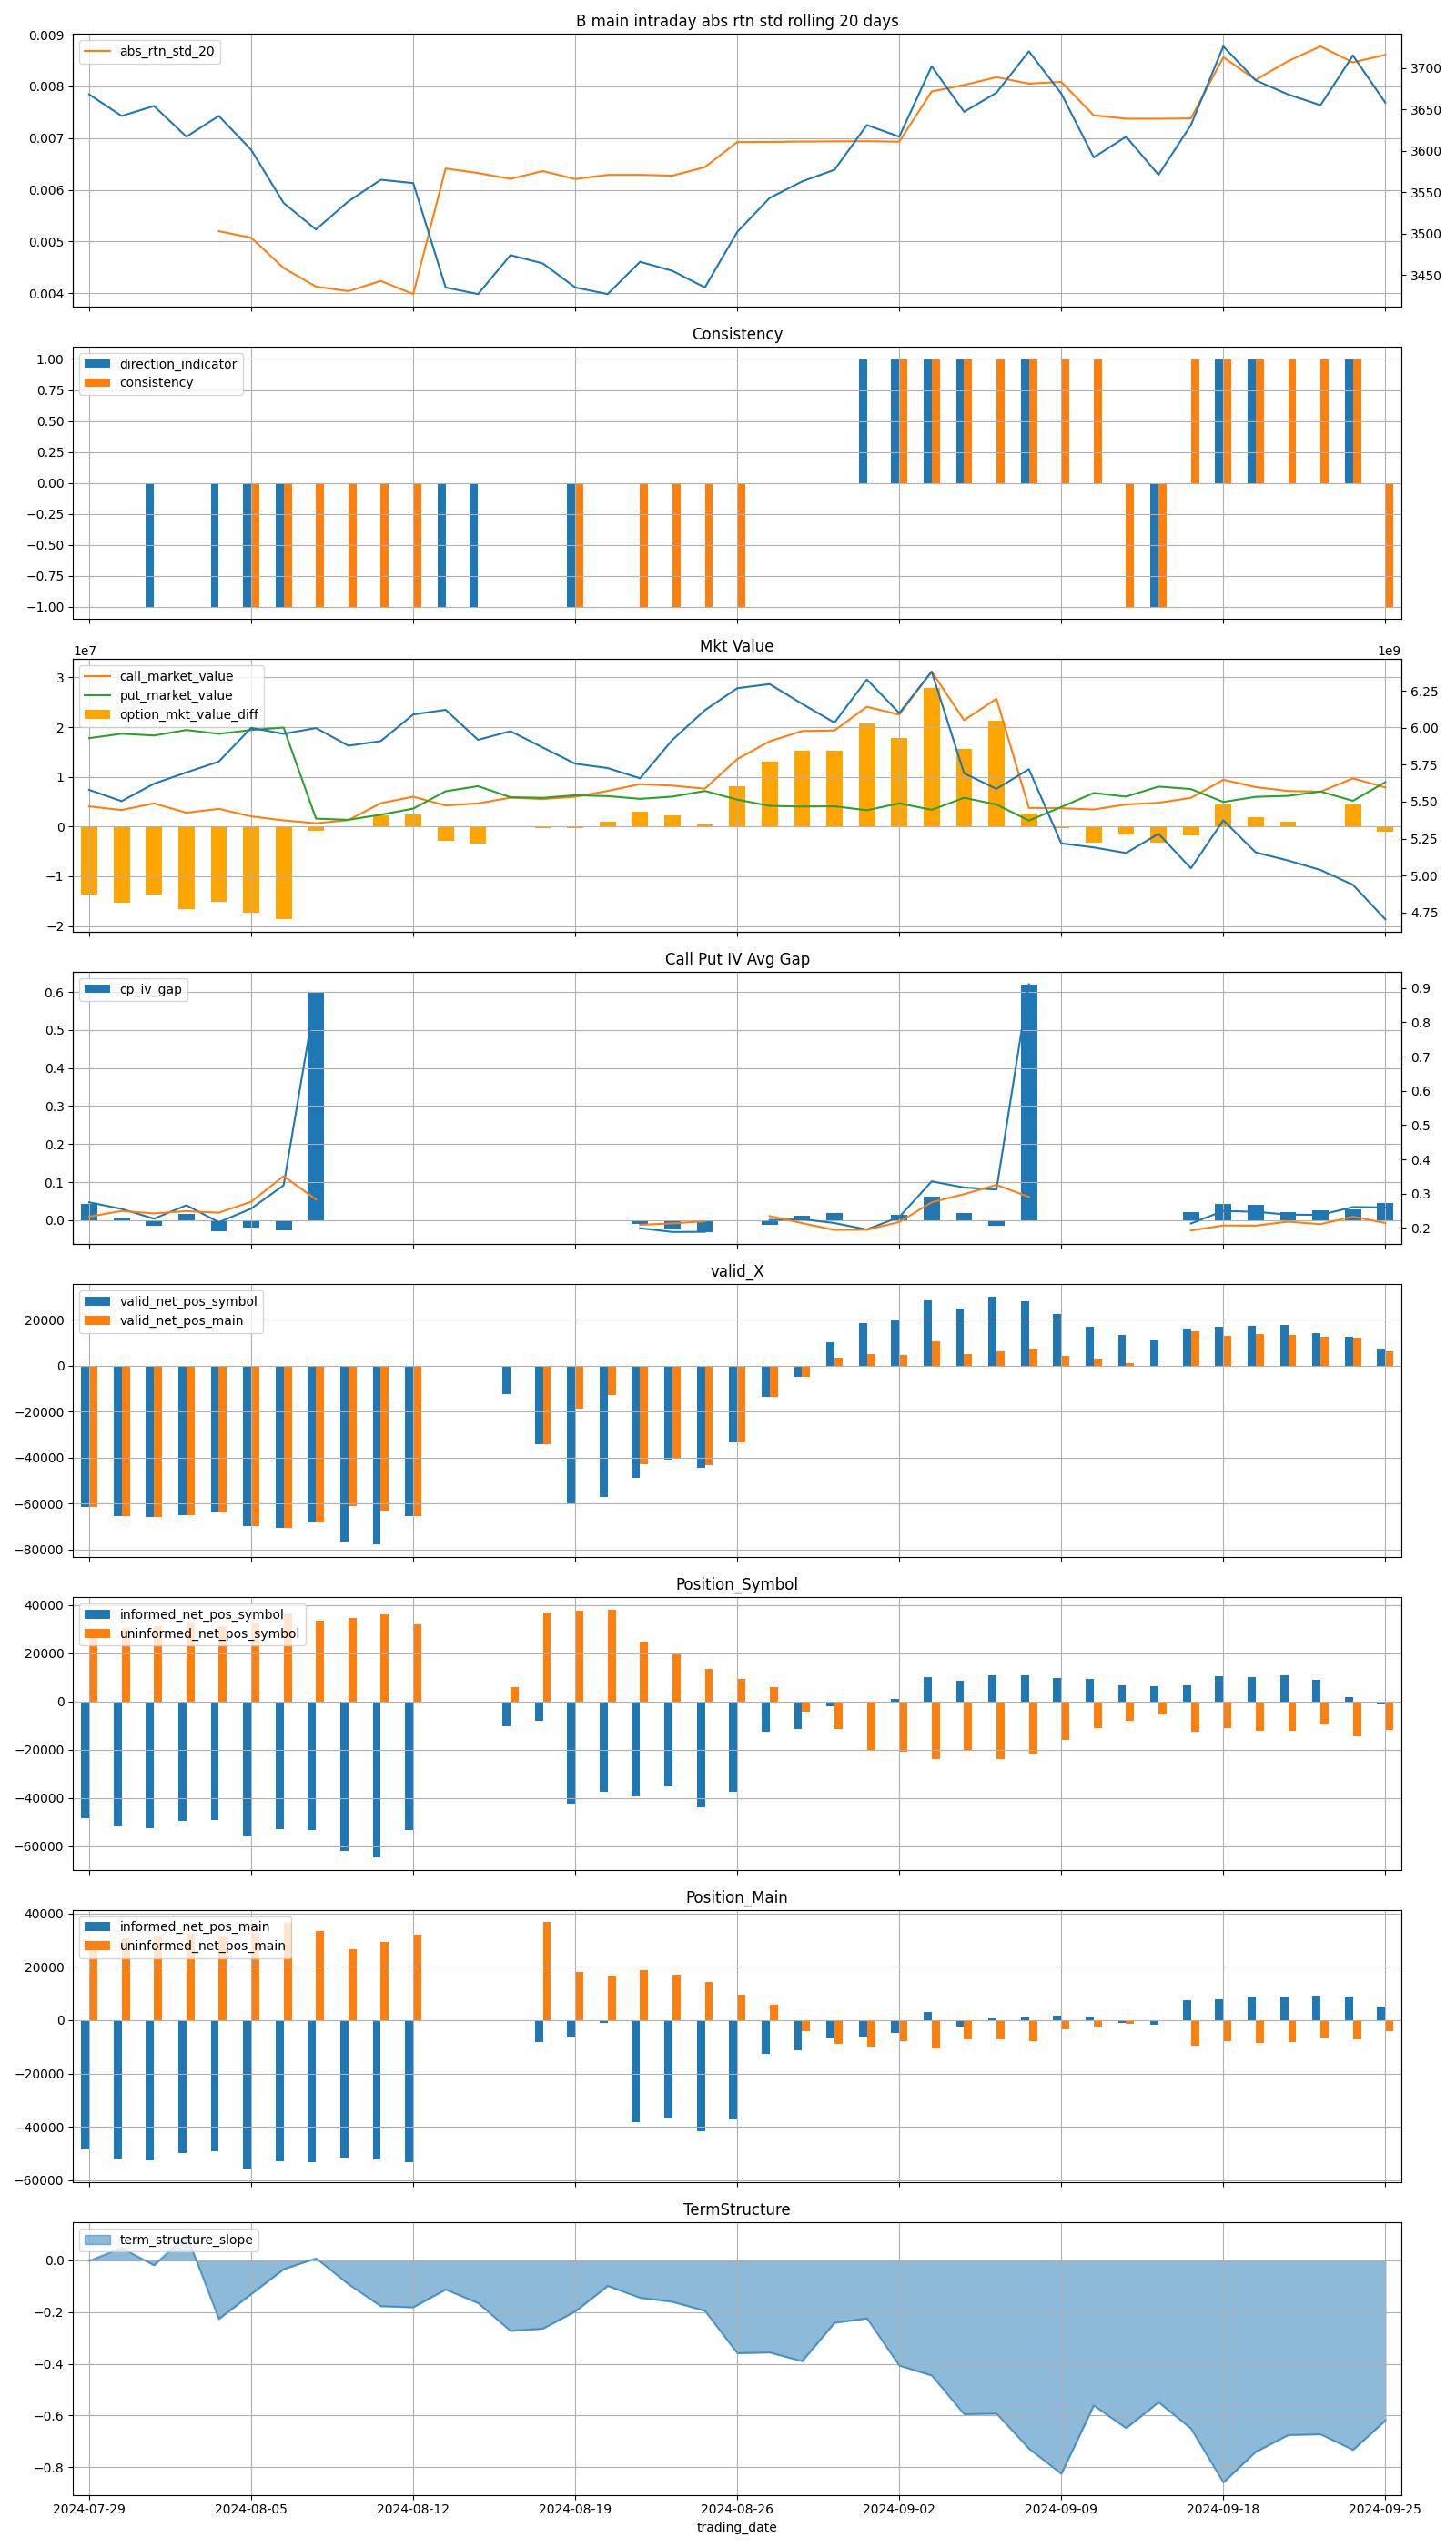 B main intraday abs rtn std rolling 20 days
abs_rtn_std_20
0.009
0.008
0.007
0.006
0.005
0.004
3700
3650
3600
3550
3500
3450
Consistency
direction_indicator
consistency
1.00
0.75
0.50
0.25
0.00
−0.25
−0.50
−0.75
−1.00
Mkt Value
1e7
1e9
call_market_value
put_market_value
option_mkt_value_diff
3
2
1
0
−1
−2
6.25
6.00
5.75
5.50
5.25
5.00
4.75
Call Put IV Avg Gap
cp_iv_gap
0.6
0.5
0.4
0.3
0.2
0.1
0.0
0.9
0.8
0.7
0.6
0.5
0.4
0.3
0.2
valid_X
valid_net_pos_symbol
valid_net_pos_main
20000
0
−20000
−40000
−60000
−80000
Position_Symbol
informed_net_pos_symbol
uninformed_net_pos_symbol
40000
20000
0
−20000
−40000
−60000
Position_Main
informed_net_pos_main
uninformed_net_pos_main
40000
20000
0
−20000
−40000
−60000
TermStructure
term_structure_slope
0.0
−0.2
−0.4
−0.6
−0.8
2024-07-29 2024-08-05 2024-08-12 2024-08-19 2024-08-26 2024-09-02 2024-09-09 2024-09-18 2024-09-25
trading_date